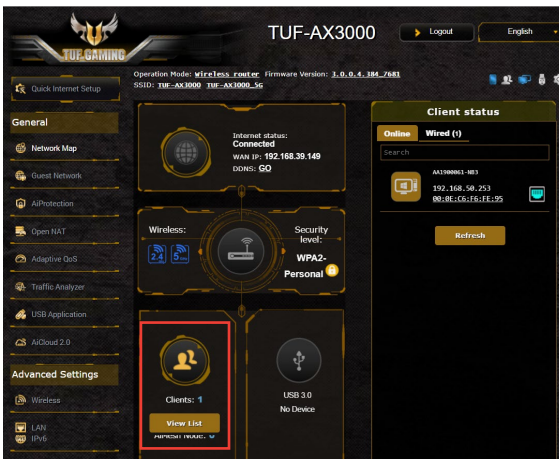 TUF GAMING
TUF-AX3000
Logout
English
Operation Mode: Wireless router Firmware Version: 3.0.0.4.384_7681
SSID: TUF-AX3000 TUF-AX3000_5G
Quick Internet Setup
General
Network Map
Guest Network
AiProtection
Open NAT
Adaptive QoS
Traffic Analyzer
USB Application
AiCloud 2.0
Advanced Settings
Wireless
LAN
IPv6
Internet status:
Connected
WAN IP: 192.168.39.149
DDNS: GO
Wireless:
2.4
5
Security
level:
WPA2-
Personal
Clients: 1
View List
AiMesh Node: 0
USB 3.0
No Device
Client status
Online
Wired (1)
Search
AA1900061-NB3
192.168.50.253
00:0E:C6:F6:FE:95
Refresh